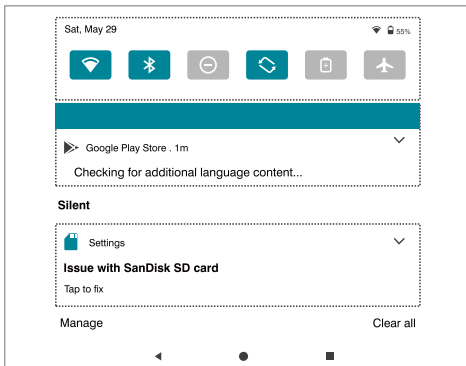 Sat, May 29 55%
Google Play Store . 1m
Checking for additional language content...
Silent
Settings
Issue with SanDisk SD card
Tap to fix
Manage Clear all